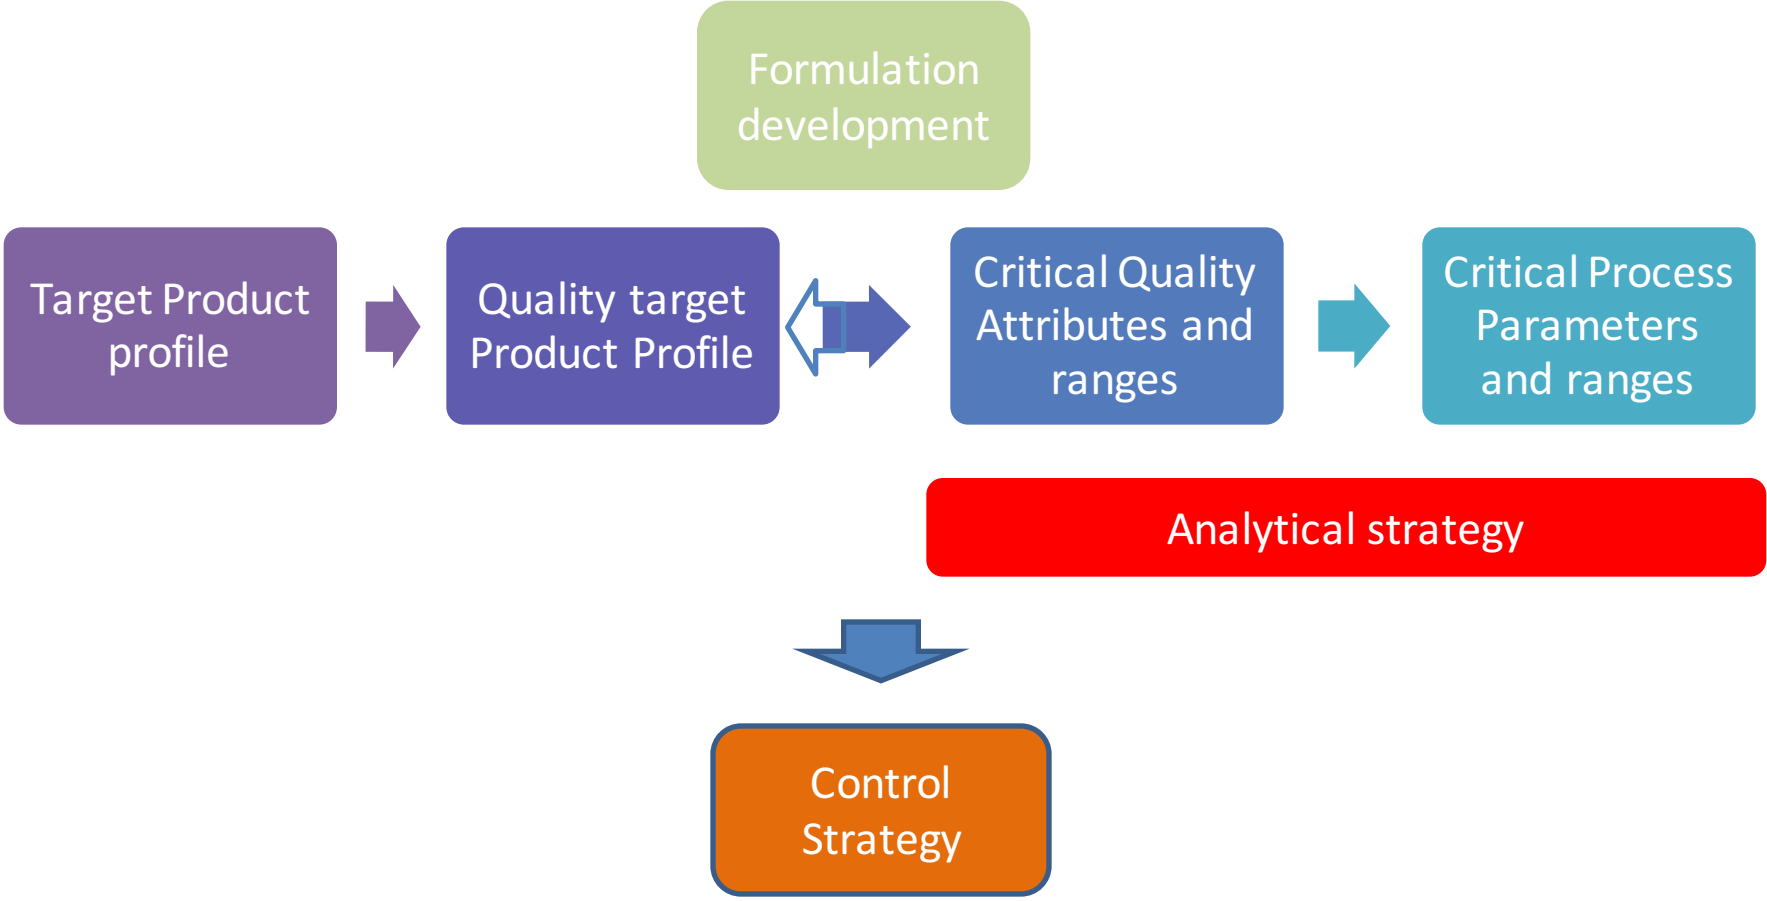 Formulation
development
Target Product
profile
Quality target
Product Profile
Critical Quality
Attributes and
ranges
Critical Process
Parameters
and ranges
Analytical strategy
Control
Strategy